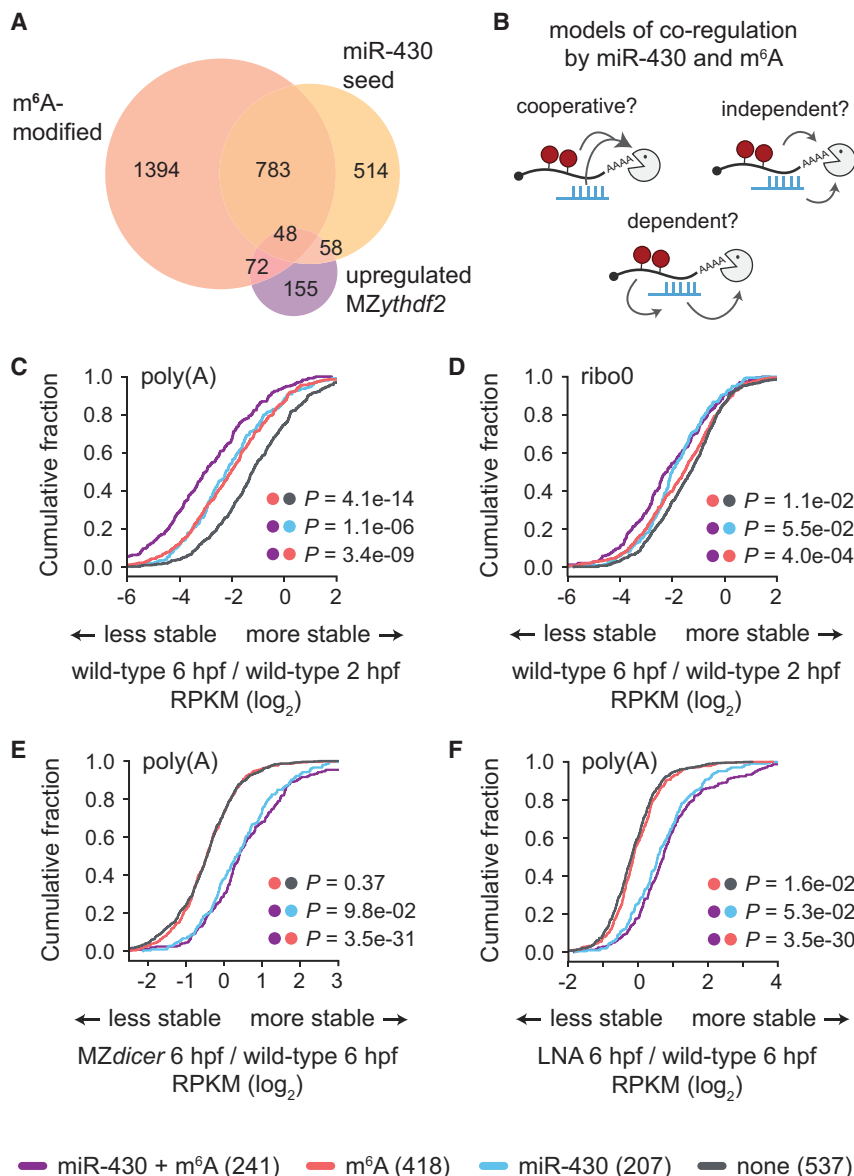 A
m⁶A-
modified
miR-430
seed
1394
783
514
48
58
72
155
upregulated
MZythdf2
B
models of co-regulation
by miR-430 and m⁶A
cooperative?
independent?
dependent?
AAAA
AAAA
AAAA
C
poly(A)
Cumulative fraction
1.0
0.8
0.6
0.4
0.2
0.0
P = 4.1e-14
P = 1.1e-06
P = 3.4e-09
-6 -4 -2 0 2
← less stable more stable →
wild-type 6 hpf / wild-type 2 hpf
RPKM (log₂)
D
ribo0
Cumulative fraction
1.0
0.8
0.6
0.4
0.2
0.0
P = 1.1e-02
P = 5.5e-02
P = 4.0e-04
-6 -4 -2 0 2
← less stable more stable →
wild-type 6 hpf / wild-type 2 hpf
RPKM (log₂)
E
poly(A)
Cumulative fraction
1.0
0.8
0.6
0.4
0.2
0.0
P = 0.37
P = 9.8e-02
P = 3.5e-31
-2 -1 0 1 2 3
← less stable more stable →
MZdicer 6 hpf / wild-type 6 hpf
RPKM (log₂)
F
poly(A)
Cumulative fraction
1.0
0.8
0.6
0.4
0.2
0.0
P = 1.6e-02
P = 5.3e-02
P = 3.5e-30
-2 0 2 4
← less stable more stable →
LNA 6 hpf / wild-type 6 hpf
RPKM (log₂)
miR-430 + m⁶A (241) m⁶A (418) miR-430 (207) none (537)